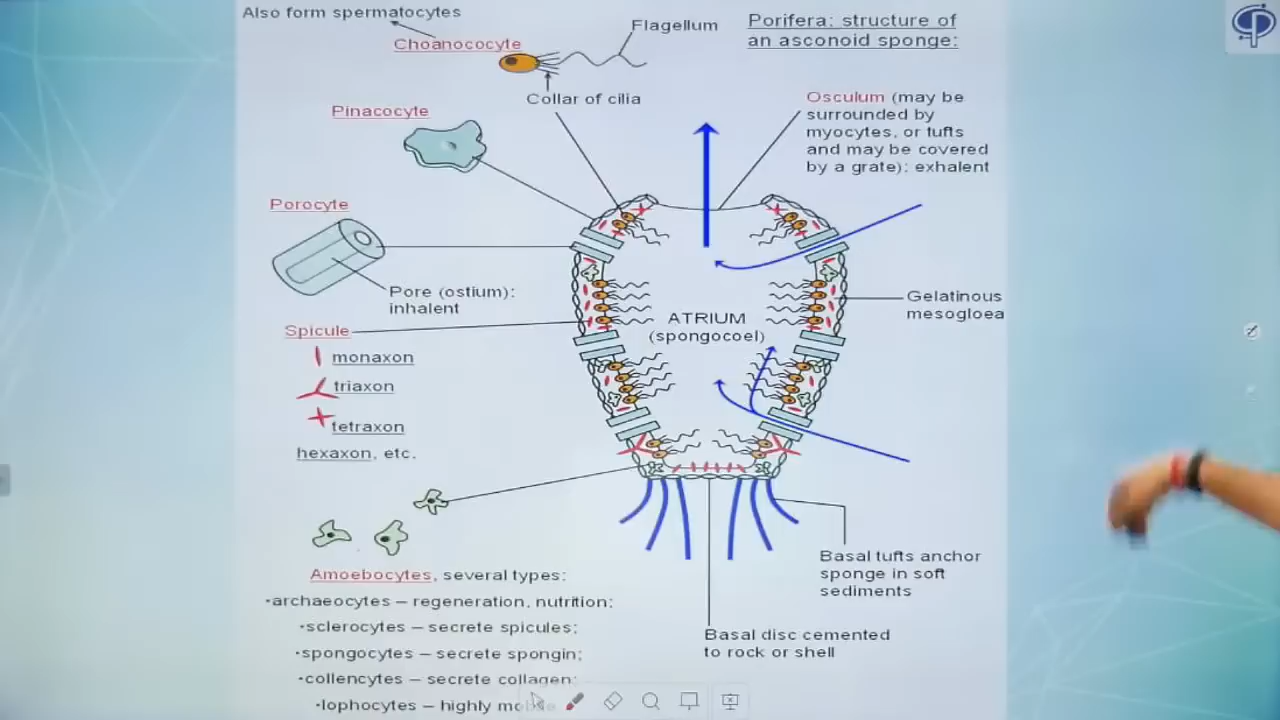 Also form spermatocytes
Choanococyte
Flagellum
Collar of cilia
Porifera: structure of
an asconoid sponge:
Pinacocyte
Osculum (may be
surrounded by
myocytes, or tufts
and may be covered
by a grate): exhalent
Porocyte
Pore (ostium):
inhalent
Gelatinous
mesogloea
ATRIUM
(spongocoel)
Spicule
monaxon
triaxon
tetraxon
hexaxon, etc.
Amoebocytes, several types:
•archaeocytes – regeneration, nutrition;
•sclerocytes – secrete spicules;
•spongocytes – secrete spongin;
•collencytes – secrete collagen;
•lophocytes – highly
Basal tufts anchor
sponge in soft
sediments
Basal disc cemented
to rock or shell